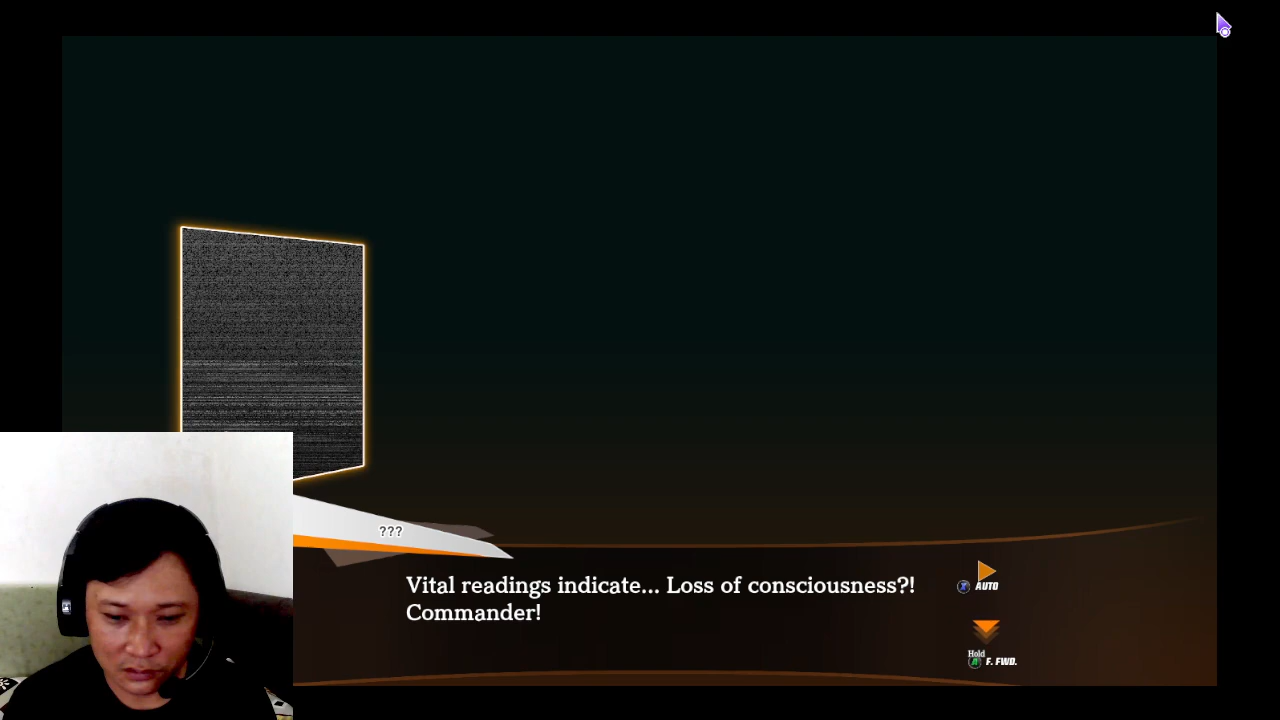 ???
Vital readings indicate... Loss of consciousness?!
Commander!
AUTO
Hold
A F. FWD.